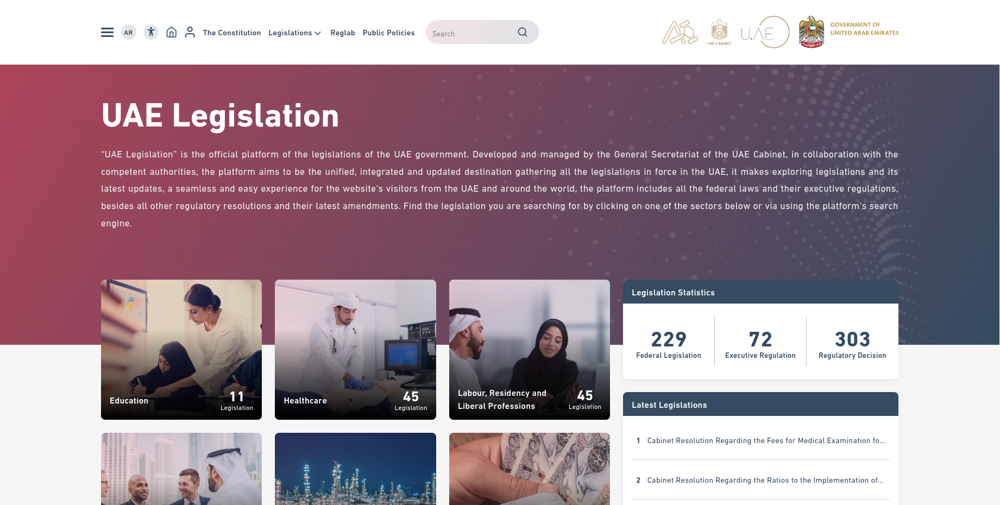 AR
The Constitution
Legislations
Reglab
Public Policies
Search
THE CABINET
U.AE
GOVERNMENT OF
UNITED ARAB EMIRATES
UAE Legislation
“UAE Legislation” is the official platform of the legislations of the UAE government. Developed and managed by the General Secretariat of the UAE Cabinet, in collaboration with the
competent authorities, the platform aims to be the unified, integrated and updated destination gathering all the legislations in force in the UAE, it makes exploring legislations and its
latest updates, a seamless and easy experience for the website’s visitors from the UAE and around the world, the platform includes all the federal laws and their executive regulations,
besides all other regulatory resolutions and their latest amendments. Find the legislation you are searching for by clicking on one of the sectors below or via using the platform’s search
engine.
Education
11
Legislation
Healthcare
45
Legislation
Labour, Residency and
Liberal Professions
45
Legislation
Legislation Statistics
229
Federal Legislation
72
Executive Regulation
303
Regulatory Decision
Latest Legislations
1 Cabinet Resolution Regarding the Fees for Medical Examination fo...
2 Cabinet Resolution Regarding the Ratios to the Implementation of...